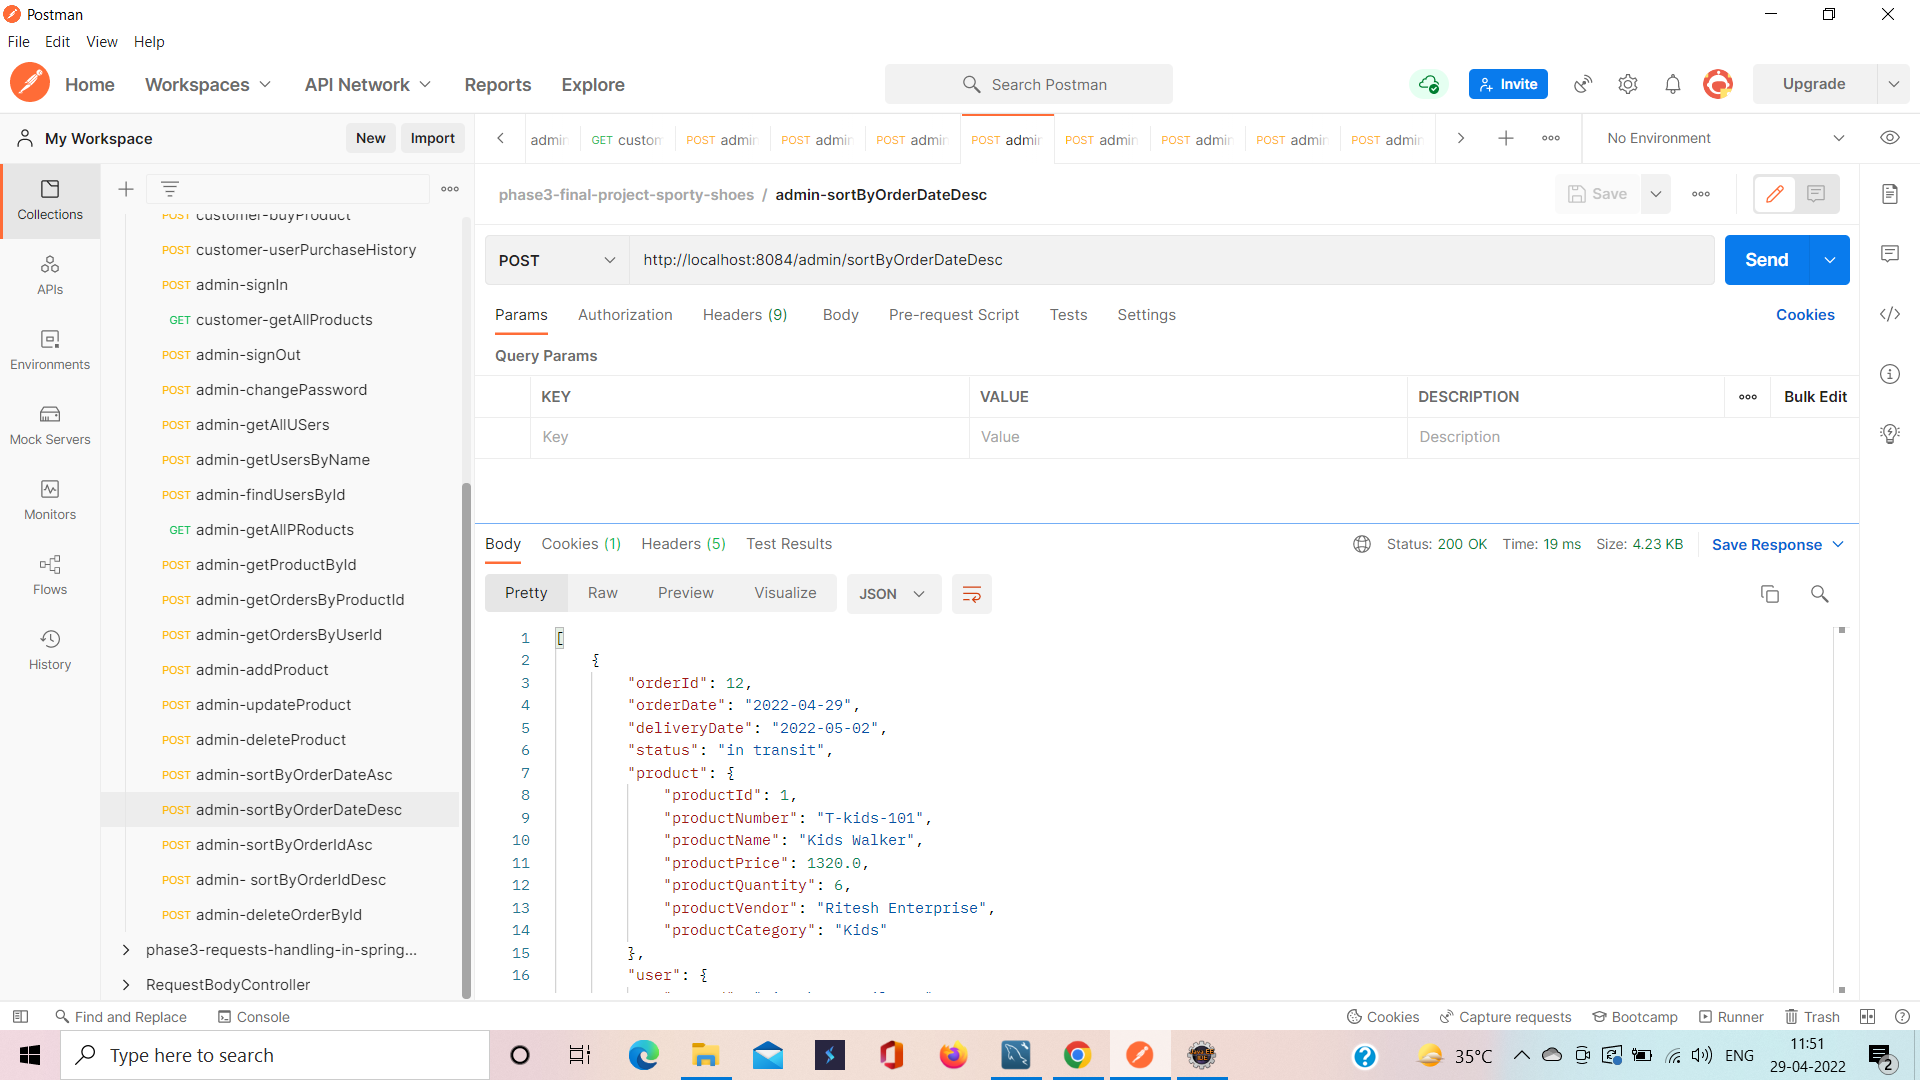 Postman
File Edit View Help
Home Workspaces API Network Reports Explore Search Postman Invite Upgrade
My Workspace New Import
admin GET custom POST admin POST admin POST admin POST admin POST admin POST admin POST admin POST admin No Environment
phase3-final-project-sporty-shoes / admin-sortByOrderDateDesc Save
POST http://localhost:8084/admin/sortByOrderDateDesc Send
Params Authorization Headers (9) Body Pre-request Script Tests Settings Cookies
Query Params
KEY VALUE DESCRIPTION Bulk Edit
Key Value Description
Collections
APIs
Environments
Mock Servers
Monitors
Flows
History
POST customer-buyProduct
POST customer-userPurchaseHistory
POST admin-signIn
GET customer-getAllProducts
POST admin-signOut
POST admin-changePassword
POST admin-getAllUSers
POST admin-getUsersByName
POST admin-findUsersById
GET admin-getAllPRoducts
POST admin-getProductById
POST admin-getOrdersByProductId
POST admin-getOrdersByUserId
POST admin-addProduct
POST admin-updateProduct
POST admin-deleteProduct
POST admin-sortByOrderDateAsc
POST admin-sortByOrderDateDesc
POST admin-sortByOrderIdAsc
POST admin- sortByOrderIdDesc
POST admin-deleteOrderById
phase3-requests-handling-in-spring...
RequestBodyController
Body Cookies (1) Headers (5) Test Results Status: 200 OK Time: 19 ms Size: 4.23 KB Save Response
Pretty Raw Preview Visualize JSON
1 [
2 {
3 "orderId": 12,
4 "orderDate": "2022-04-29",
5 "deliveryDate": "2022-05-02",
6 "status": "in transit",
7 "product": {
8 "productId": 1,
9 "productNumber": "T-kids-101",
10 "productName": "Kids Walker",
11 "productPrice": 1320.0,
12 "productQuantity": 6,
13 "productVendor": "Ritesh Enterprise",
14 "productCategory": "Kids"
15 },
16 "user": {
Find and Replace Console Cookies Capture requests Bootcamp Runner Trash
Type here to search 35°C ENG 11:51
29-04-2022 2